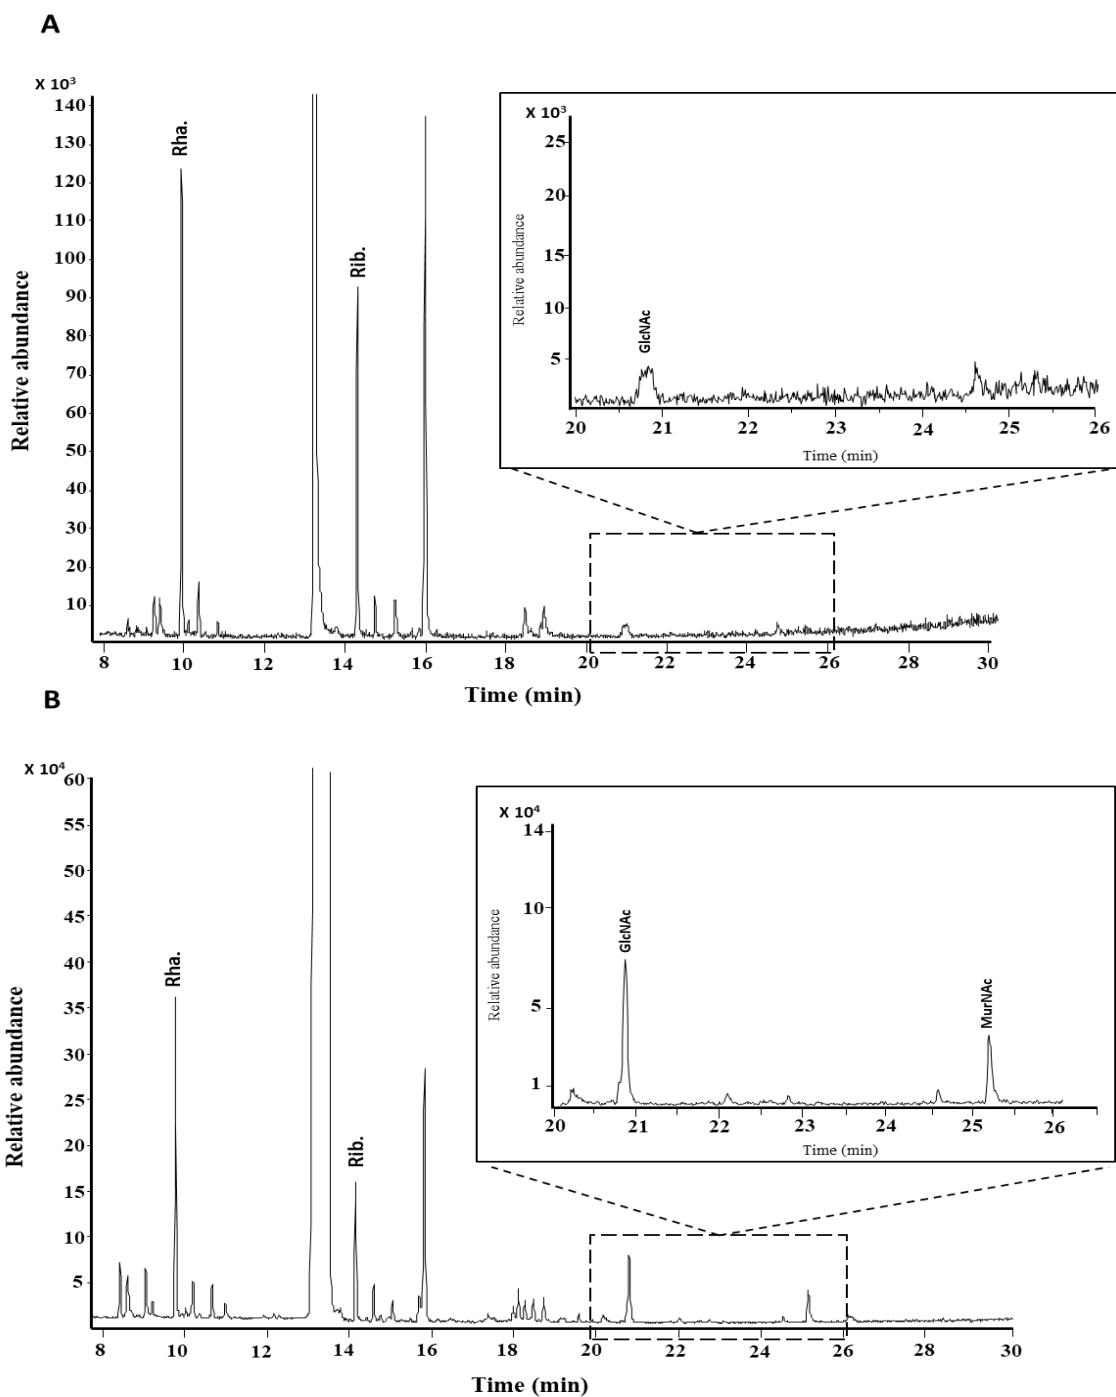 A
X 10³
140
130
120
110
100
90
80
70
60
50
40
30
20
10
Relative abundance
Rha.
Rib.
8 10 12 14 16 18 20 22 24 26 28 30
Time (min)
X 10³
25
20
15
10
5
Relative abundance
GlcNAc
20 21 22 23 24 25 26
Time (min)
B
X 10⁴
60
55
50
45
40
35
30
25
20
15
10
5
Relative abundance
Rha.
Rib.
8 10 12 14 16 18 20 22 24 26 28 30
Time (min)
X 10⁴
14
10
5
1
Relative abundance
GlcNAc
MurNAc
20 21 22 23 24 25 26
Time (min)